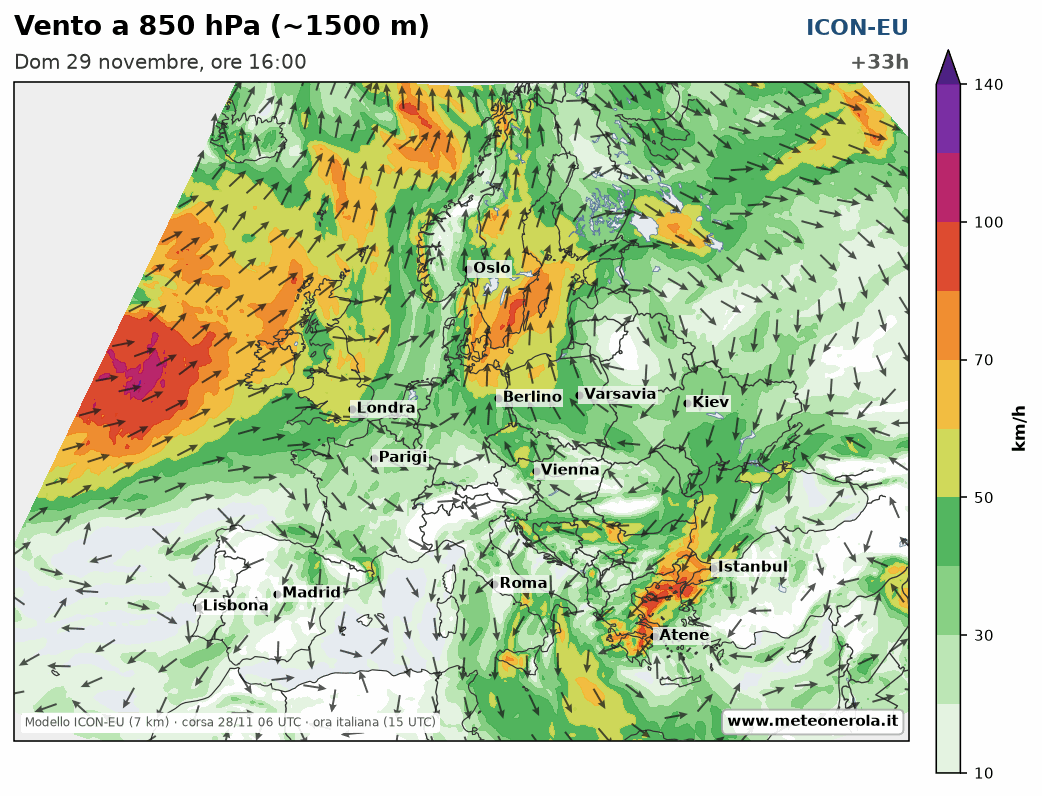 Vento a 850 hPa (~1500 m)
ICON-EU
Dom 29 novembre, ore 16:00
+33h
140
100
70
50
30
10
km/h
Oslo
Berlino
Varsavia
Kiev
Londra
Parigi
Vienna
Istanbul
Roma
Madrid
Lisbona
Atene
Modello ICON-EU (7 km) · corsa 28/11 06 UTC · ora italiana (15 UTC)
www.meteonerola.it